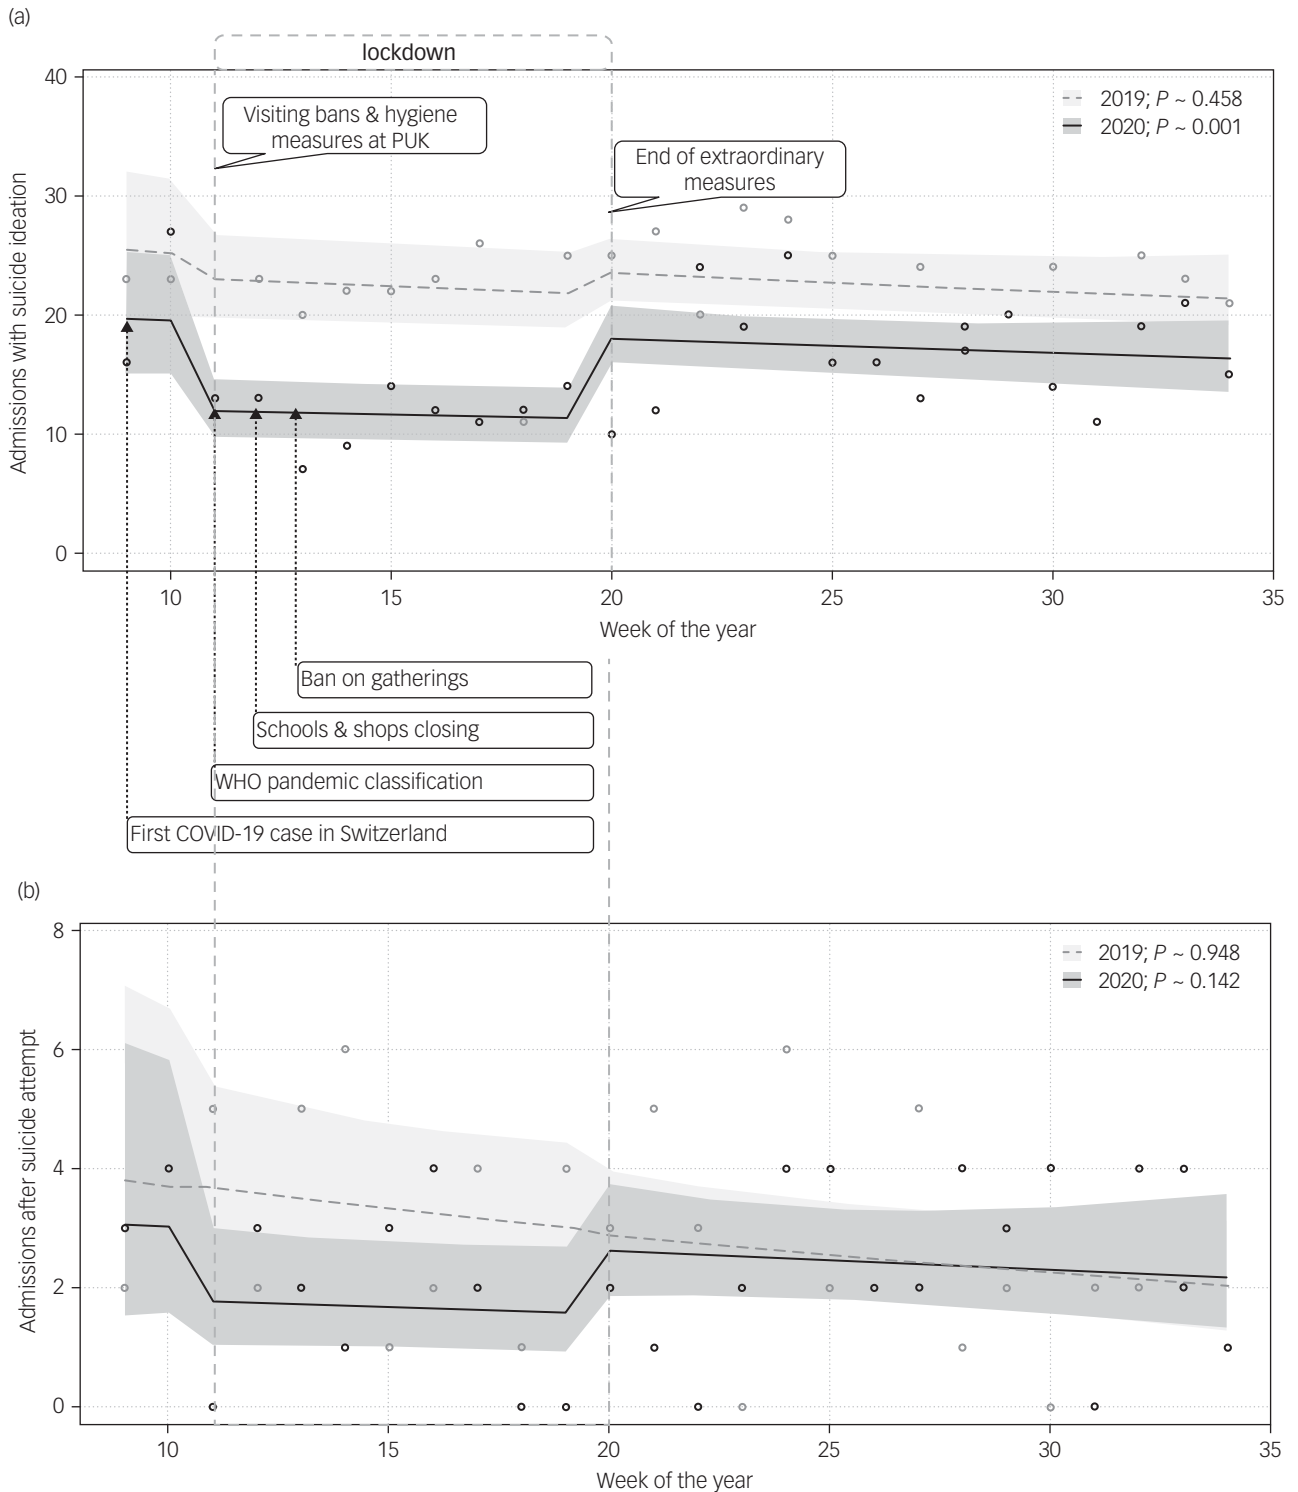 (a)
lockdown
40
30
20
10
0
Admissions with suicide ideation
Visiting bans & hygiene
measures at PUK
End of extraordinary
measures
2019; P ~ 0.458
2020; P ~ 0.001
10 15 20 25 30 35
Week of the year
Ban on gatherings
Schools & shops closing
WHO pandemic classification
First COVID-19 case in Switzerland
(b)
8
6
4
2
0
Admissions after suicide attempt
2019; P ~ 0.948
2020; P ~ 0.142
10 15 20 25 30 35
Week of the year